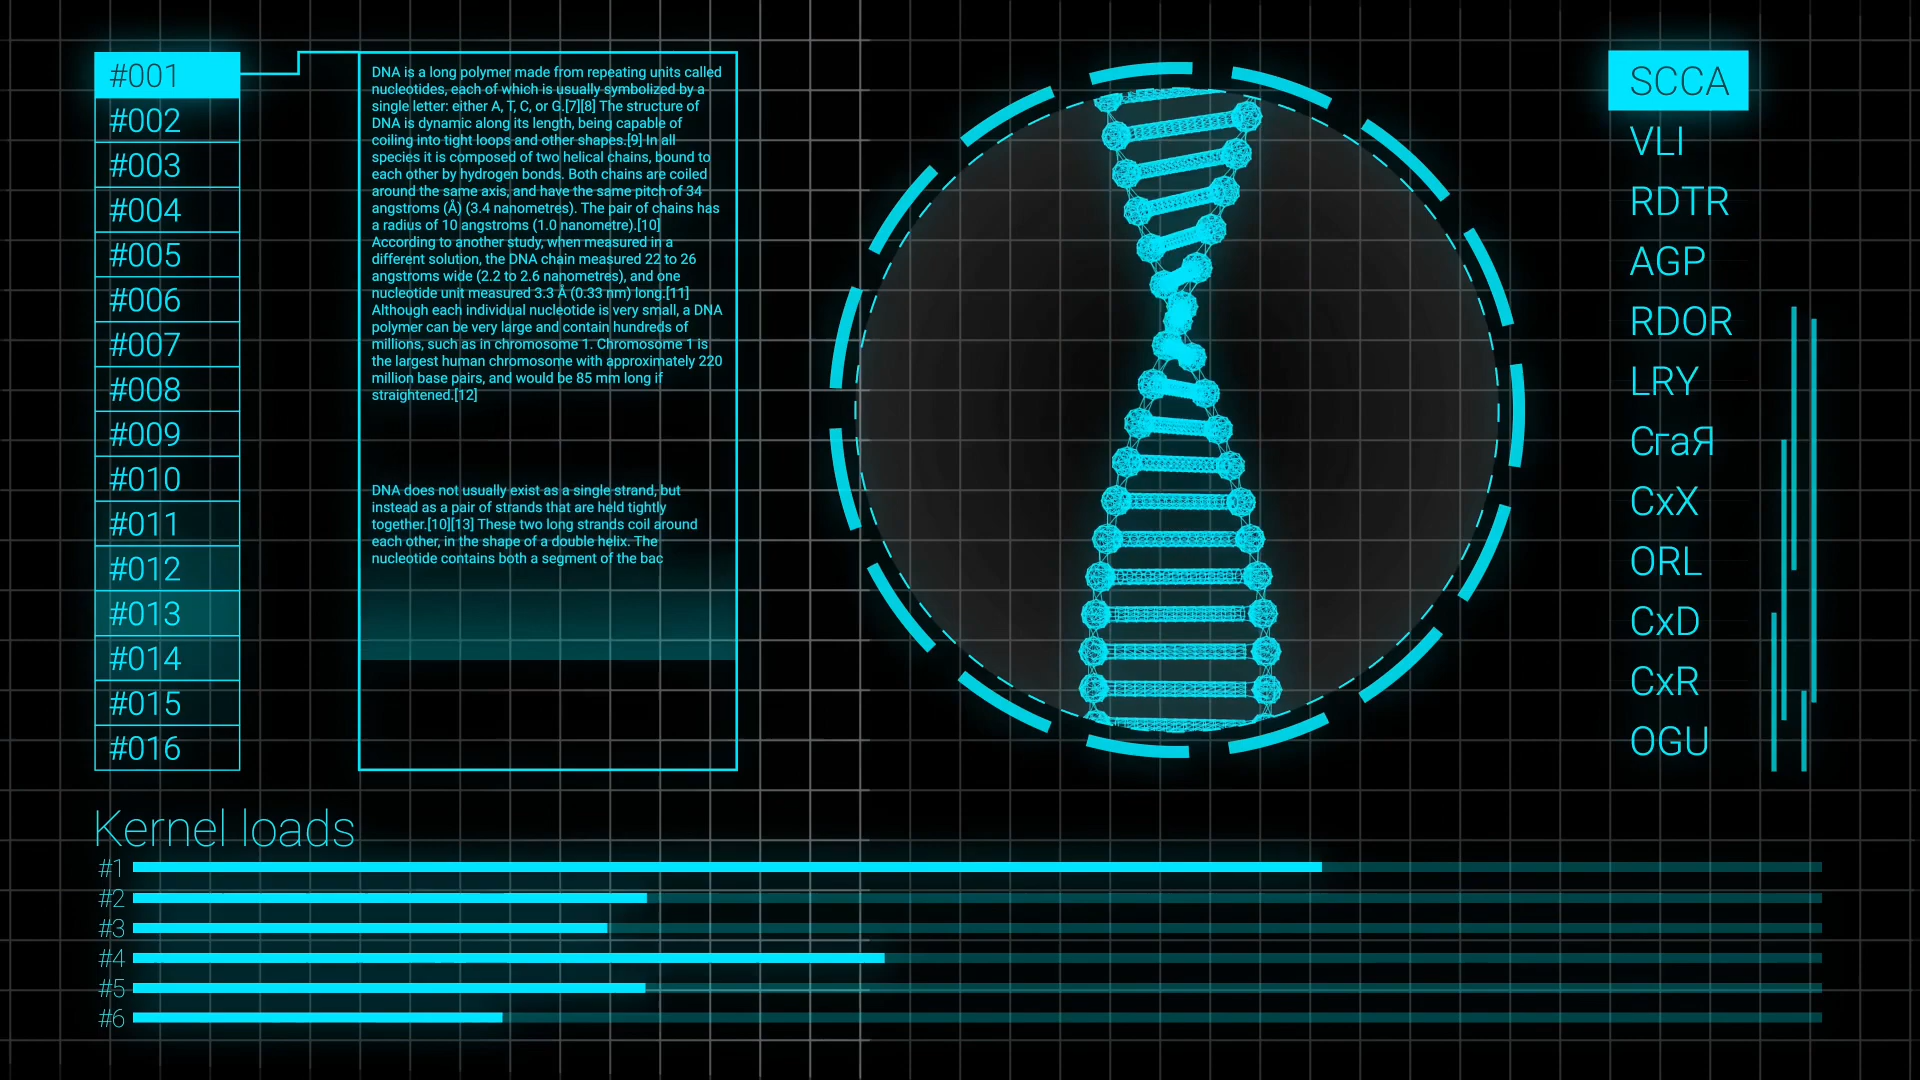 #001
#002
#003
#004
#005
#006
#007
#008
#009
#010
#011
#012
#013
#014
#015
#016
DNA is a long polymer made from repeating units called
nucleotides, each of which is usually symbolized by a
single letter: either A, T, C, or G.[7][8] The structure of
DNA is dynamic along its length, being capable of
coiling into tight loops and other shapes.[9] In all
species it is composed of two helical chains, bound to
each other by hydrogen bonds. Both chains are coiled
around the same axis, and have the same pitch of 34
angstroms (Å) (3.4 nanometres). The pair of chains has
a radius of 10 angstroms (1.0 nanometre).[10]
According to another study, when measured in a
different solution, the DNA chain measured 22 to 26
angstroms wide (2.2 to 2.6 nanometres), and one
nucleotide unit measured 3.3 Å (0.33 nm) long.[11]
Although each individual nucleotide is very small, a DNA
polymer can be very large and contain hundreds of
millions, such as in chromosome 1. Chromosome 1 is
the largest human chromosome with approximately 220
million base pairs, and would be 85 mm long if
straightened.[12]
DNA does not usually exist as a single strand, but
instead as a pair of strands that are held tightly
together.[10][13] These two long strands coil around
each other, in the shape of a double helix. The
nucleotide contains both a segment of the bac
SCCA
VLI
RDTR
AGP
RDOR
LRY
CraЯ
CxX
ORL
CxD
CxR
OGU
Kernel loads
#1
#2
#3
#4
#5
#6